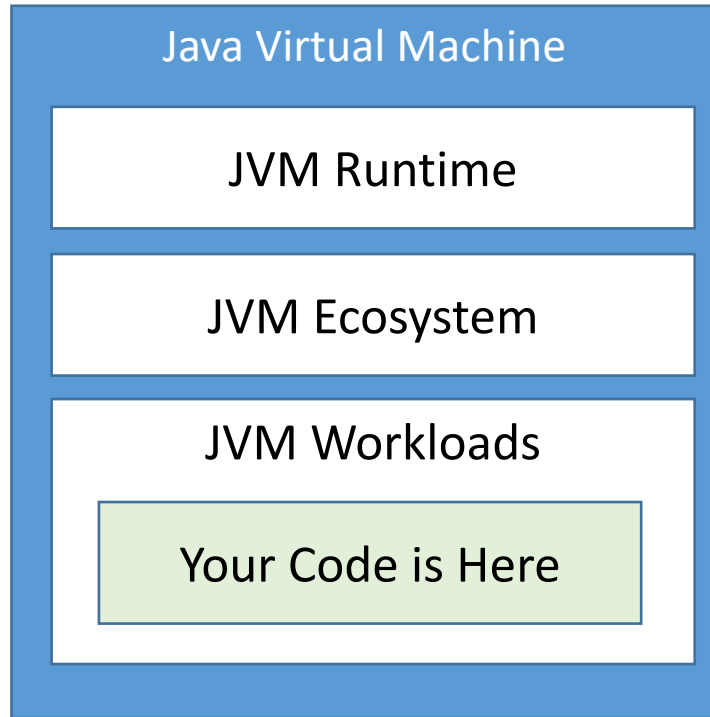 Java Virtual Machine
JVM Runtime
JVM Ecosystem
JVM Workloads
Your Code is Here